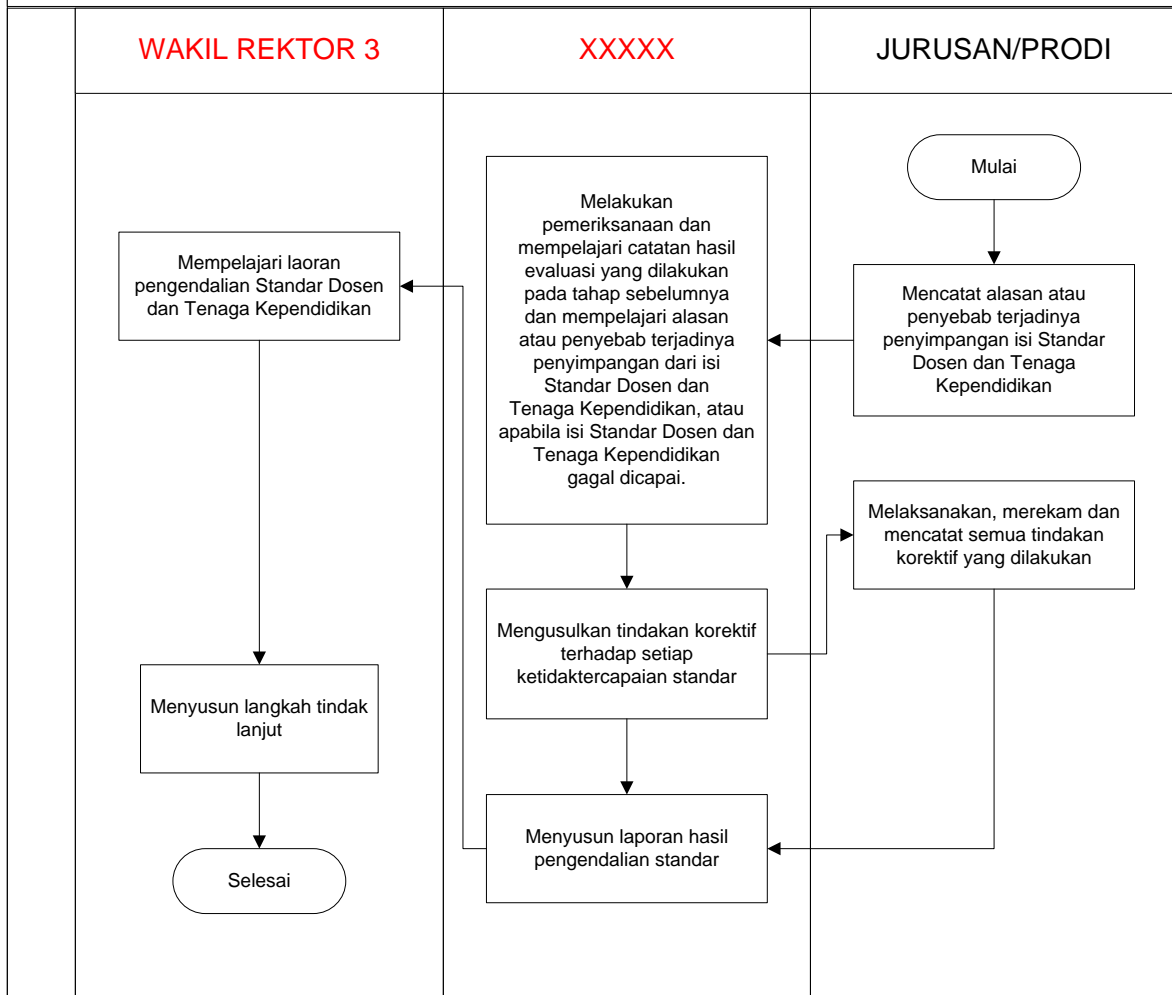 WAKIL REKTOR 3
XXXXX
JURUSAN/PRODI
Mulai
Mencatat alasan atau
penyebab terjadinya
penyimpangan isi Standar
Dosen dan Tenaga
Kependidikan
Melakukan
pemeriksanaan dan
mempelajari catatan hasil
evaluasi yang dilakukan
pada tahap sebelumnya
dan mempelajari alasan
atau penyebab terjadinya
penyimpangan dari isi
Standar Dosen dan
Tenaga Kependidikan, atau
apabila isi Standar Dosen dan
Tenaga Kependidikan
gagal dicapai.
Mengusulkan tindakan korektif
terhadap setiap
ketidaktercapaian standar
Melaksanakan, merekam dan
mencatat semua tindakan
korektif yang dilakukan
Menyusun laporan hasil
pengendalian standar
Mempelajari laoran
pengendalian Standar Dosen
dan Tenaga Kependidikan
Menyusun langkah tindak
lanjut
Selesai